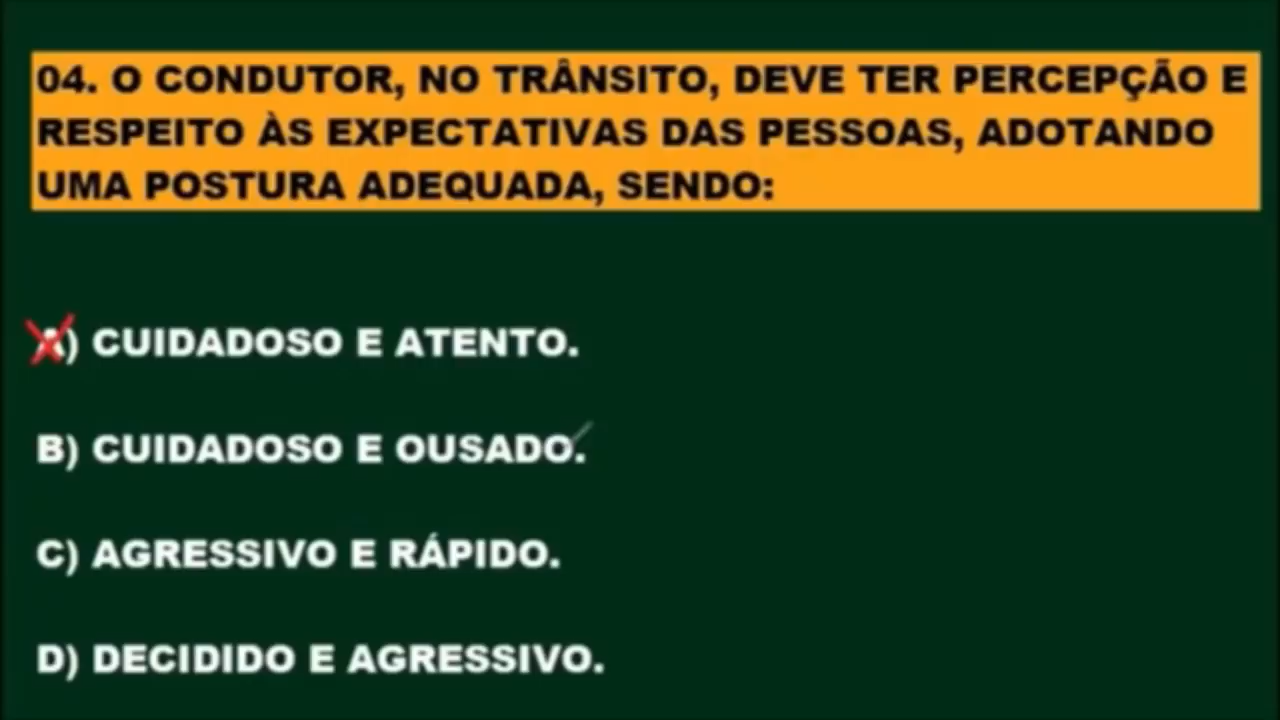 04. O CONDUTOR, NO TRÂNSITO, DEVE TER PERCEPÇÃO E
RESPEITO ÀS EXPECTATIVAS DAS PESSOAS, ADOTANDO
UMA POSTURA ADEQUADA, SENDO:
A) CUIDADOSO E ATENTO.
B) CUIDADOSO E OUSADO.
C) AGRESSIVO E RÁPIDO.
D) DECIDIDO E AGRESSIVO.